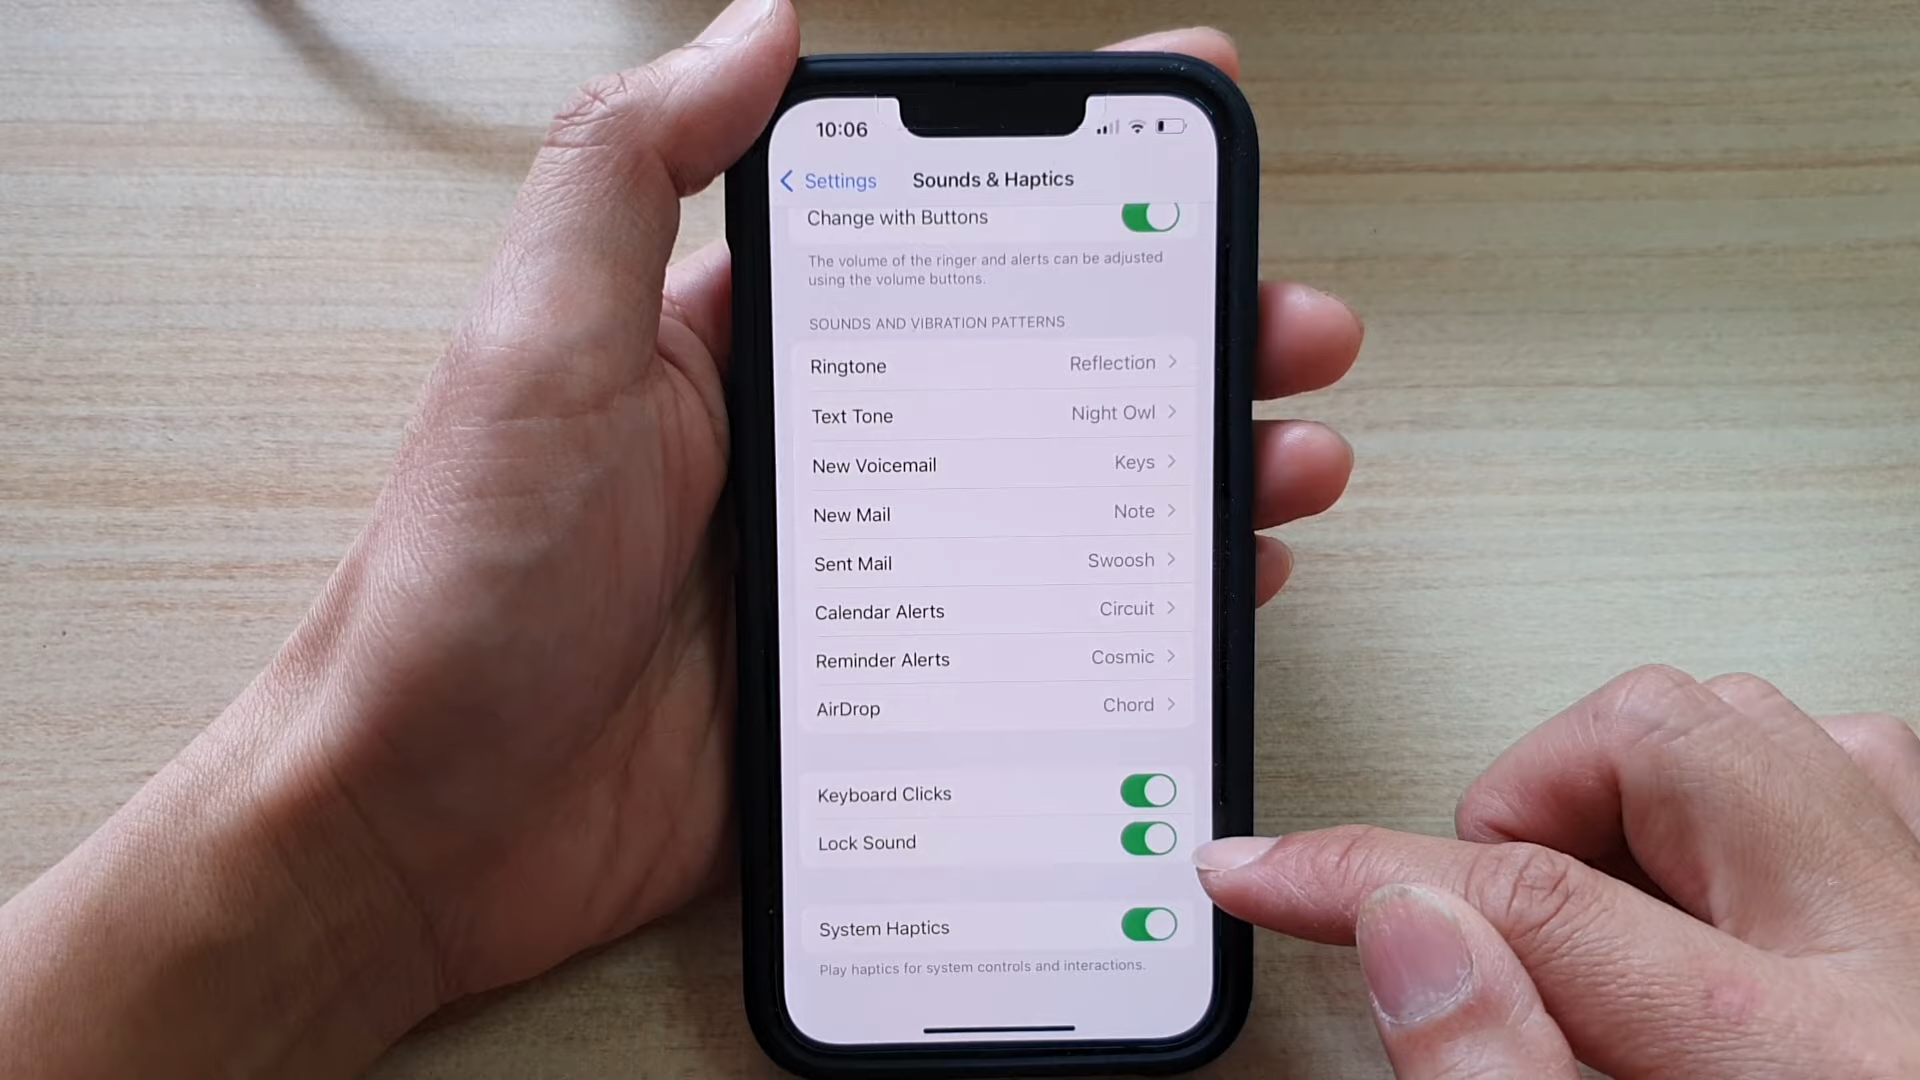 10:06
Settings
Sounds & Haptics
Change with Buttons
The volume of the ringer and alerts can be adjusted
using the volume buttons.
SOUNDS AND VIBRATION PATTERNS
Ringtone Reflection
Text Tone Night Owl
New Voicemail Keys
New Mail Note
Sent Mail Swoosh
Calendar Alerts Circuit
Reminder Alerts Cosmic
AirDrop Chord
Keyboard Clicks
Lock Sound
System Haptics
Play haptics for system controls and interactions.